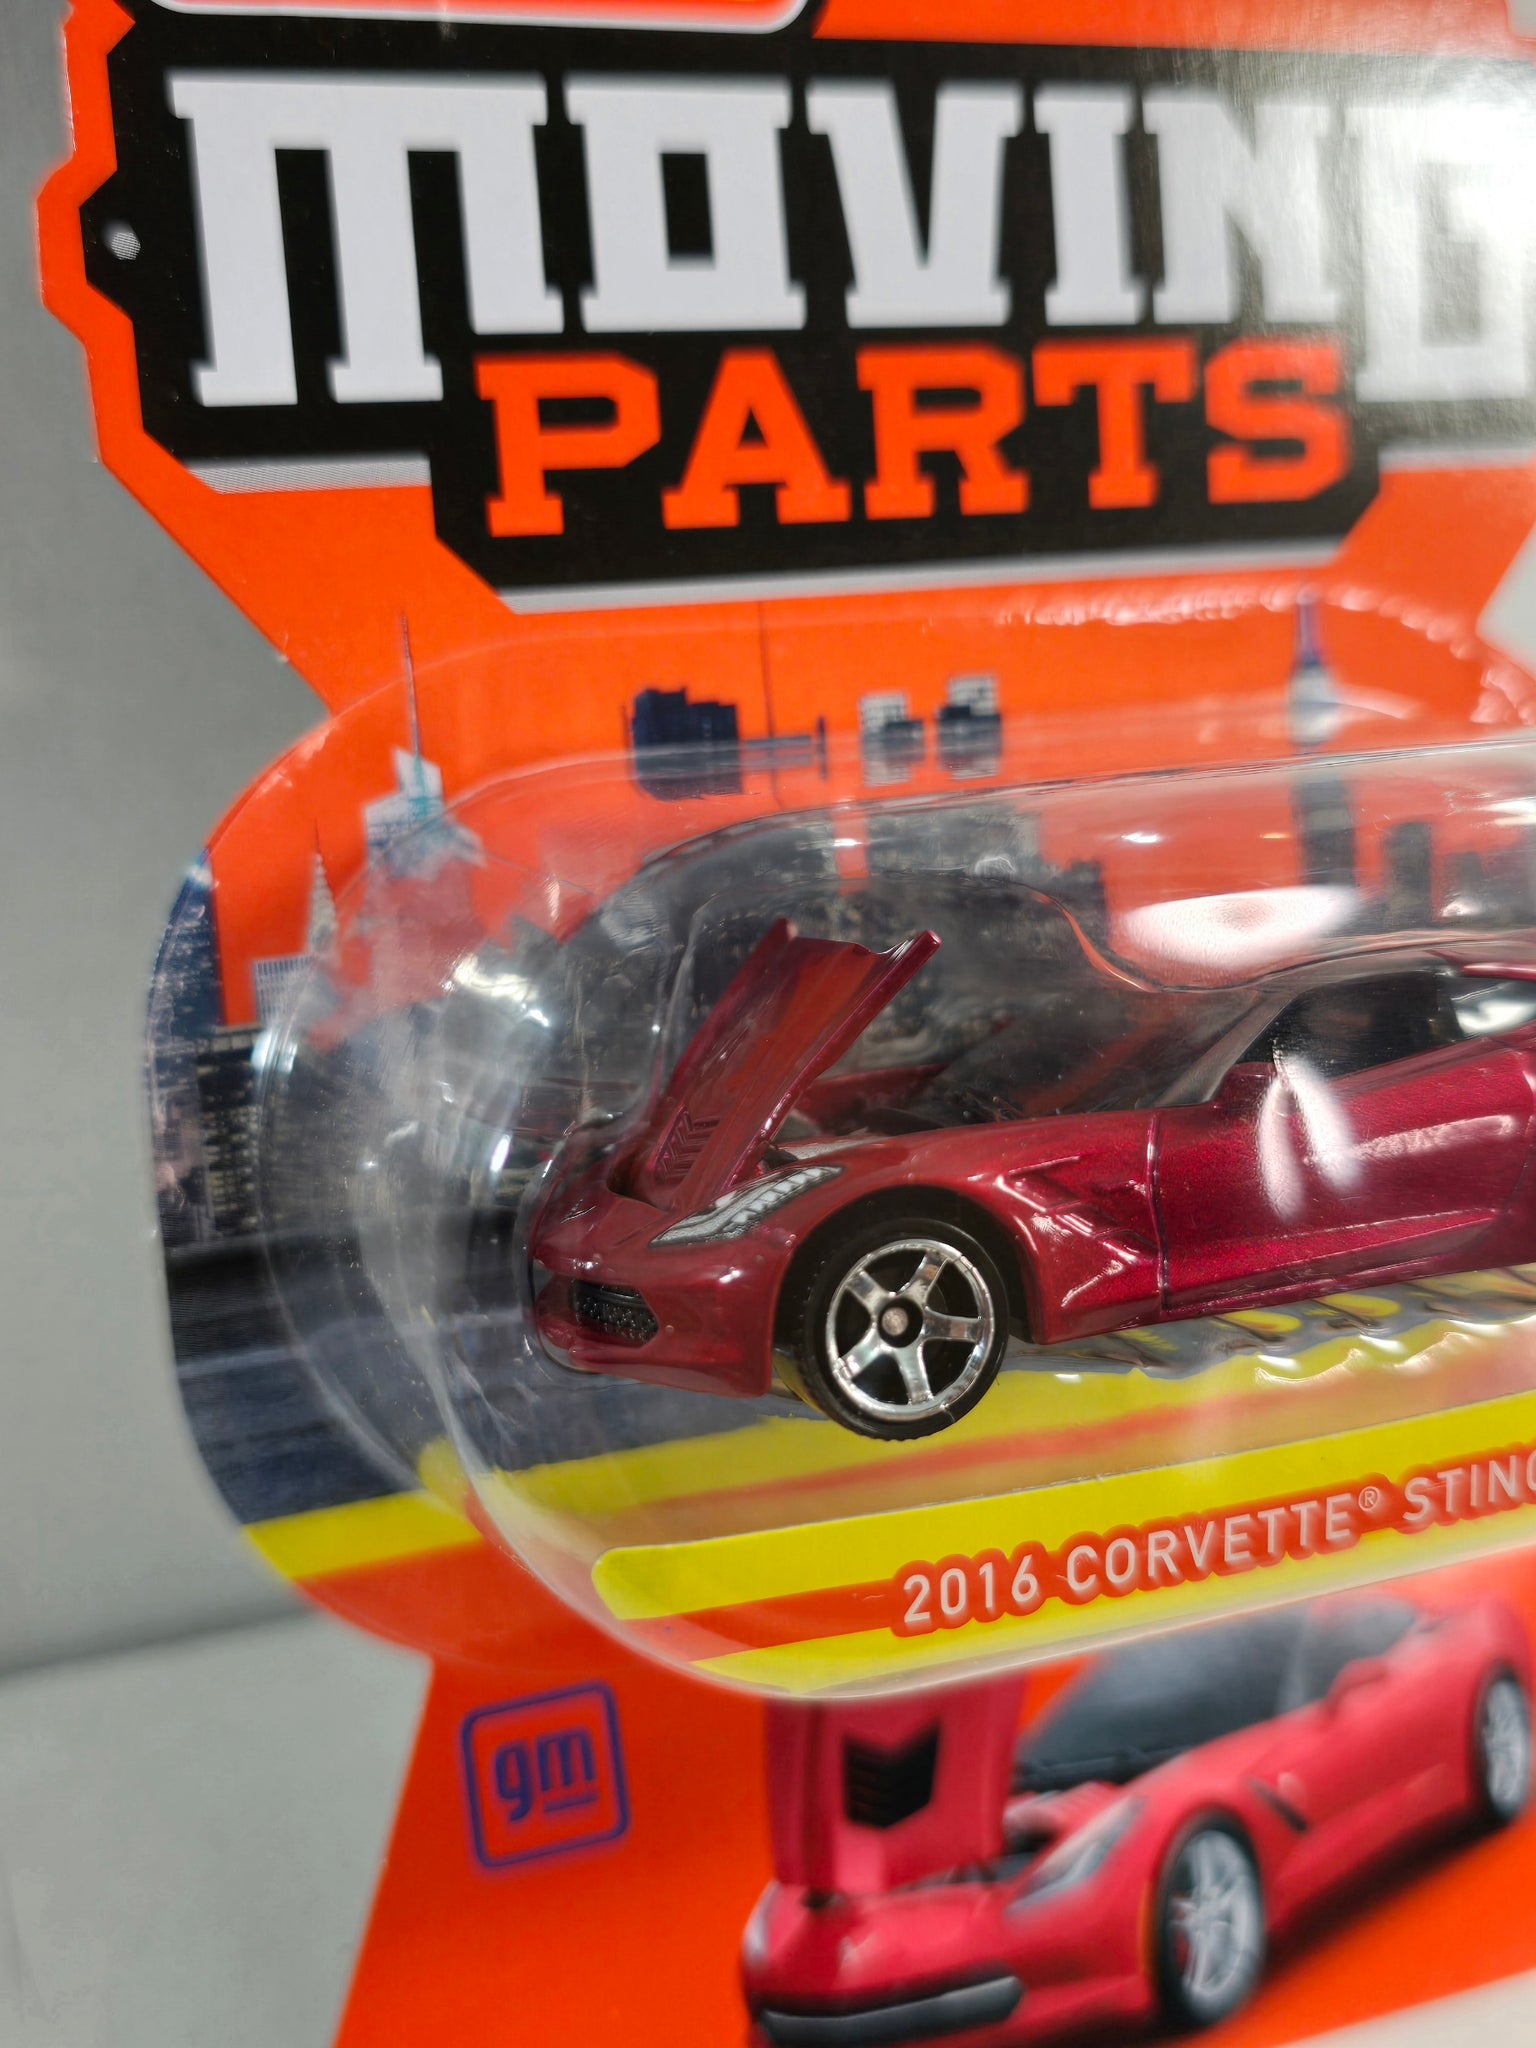 MOVING
PARTS
2016 CORVETTE® STING
gm